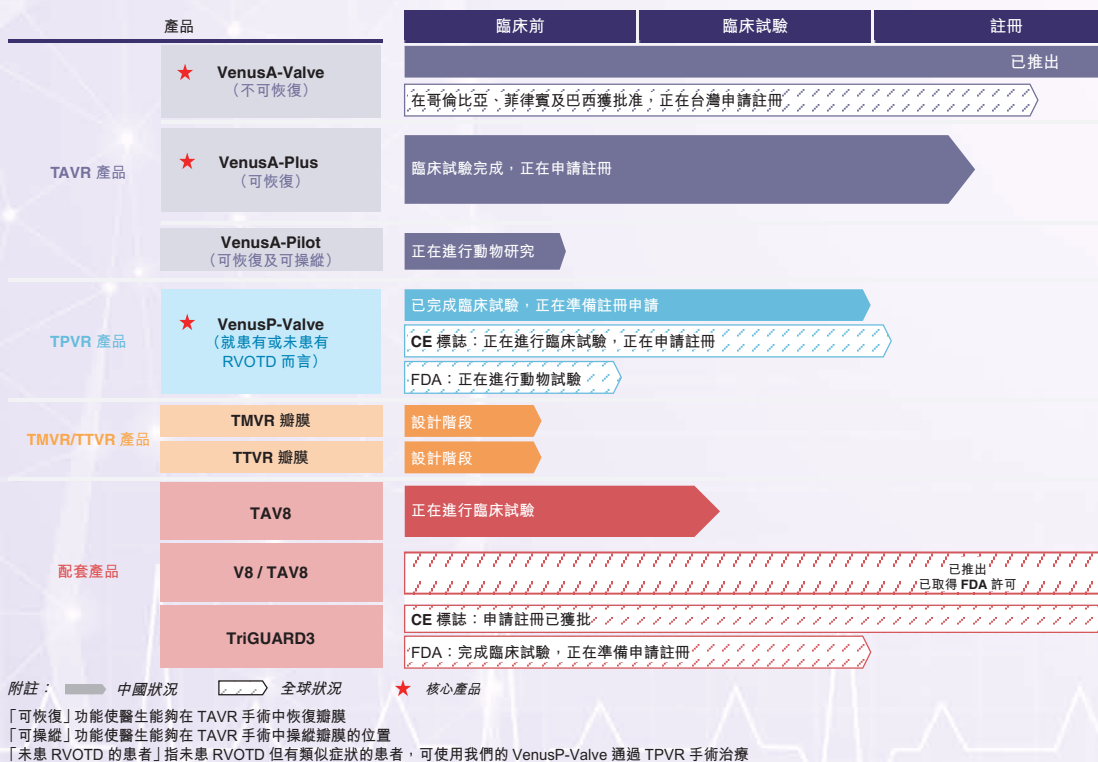 產品
臨床前
臨床試驗
註冊
TAVR 產品
★ VenusA-Valve
（不可恢復）
已推出
在哥倫比亞、菲律賓及巴西獲批准，正在台灣申請註冊
★ VenusA-Plus
（可恢復）
臨床試驗完成，正在申請註冊
VenusA-Pilot
（可恢復及可操縱）
正在進行動物研究
TPVR 產品
★ VenusP-Valve
（就患有或未患有
RVOTD 而言）
已完成臨床試驗，正在準備註冊申請
CE 標誌：正在進行臨床試驗，正在申請註冊
FDA：正在進行動物試驗
TMVR/TTVR 產品
TMVR 瓣膜
設計階段
TTVR 瓣膜
設計階段
配套產品
TAV8
正在進行臨床試驗
V8 / TAV8
已推出
已取得 FDA 許可
TriGUARD3
CE 標誌：申請註冊已獲批
FDA：完成臨床試驗，正在準備申請註冊
附註： 中國狀況 全球狀況 ★ 核心產品
「可恢復」功能使醫生能夠在 TAVR 手術中恢復瓣膜
「可操縱」功能使醫生能夠在 TAVR 手術中操縱瓣膜的位置
「未患 RVOTD 的患者」指未患 RVOTD 但有類似症狀的患者，可使用我們的 VenusP-Valve 通過 TPVR 手術治療